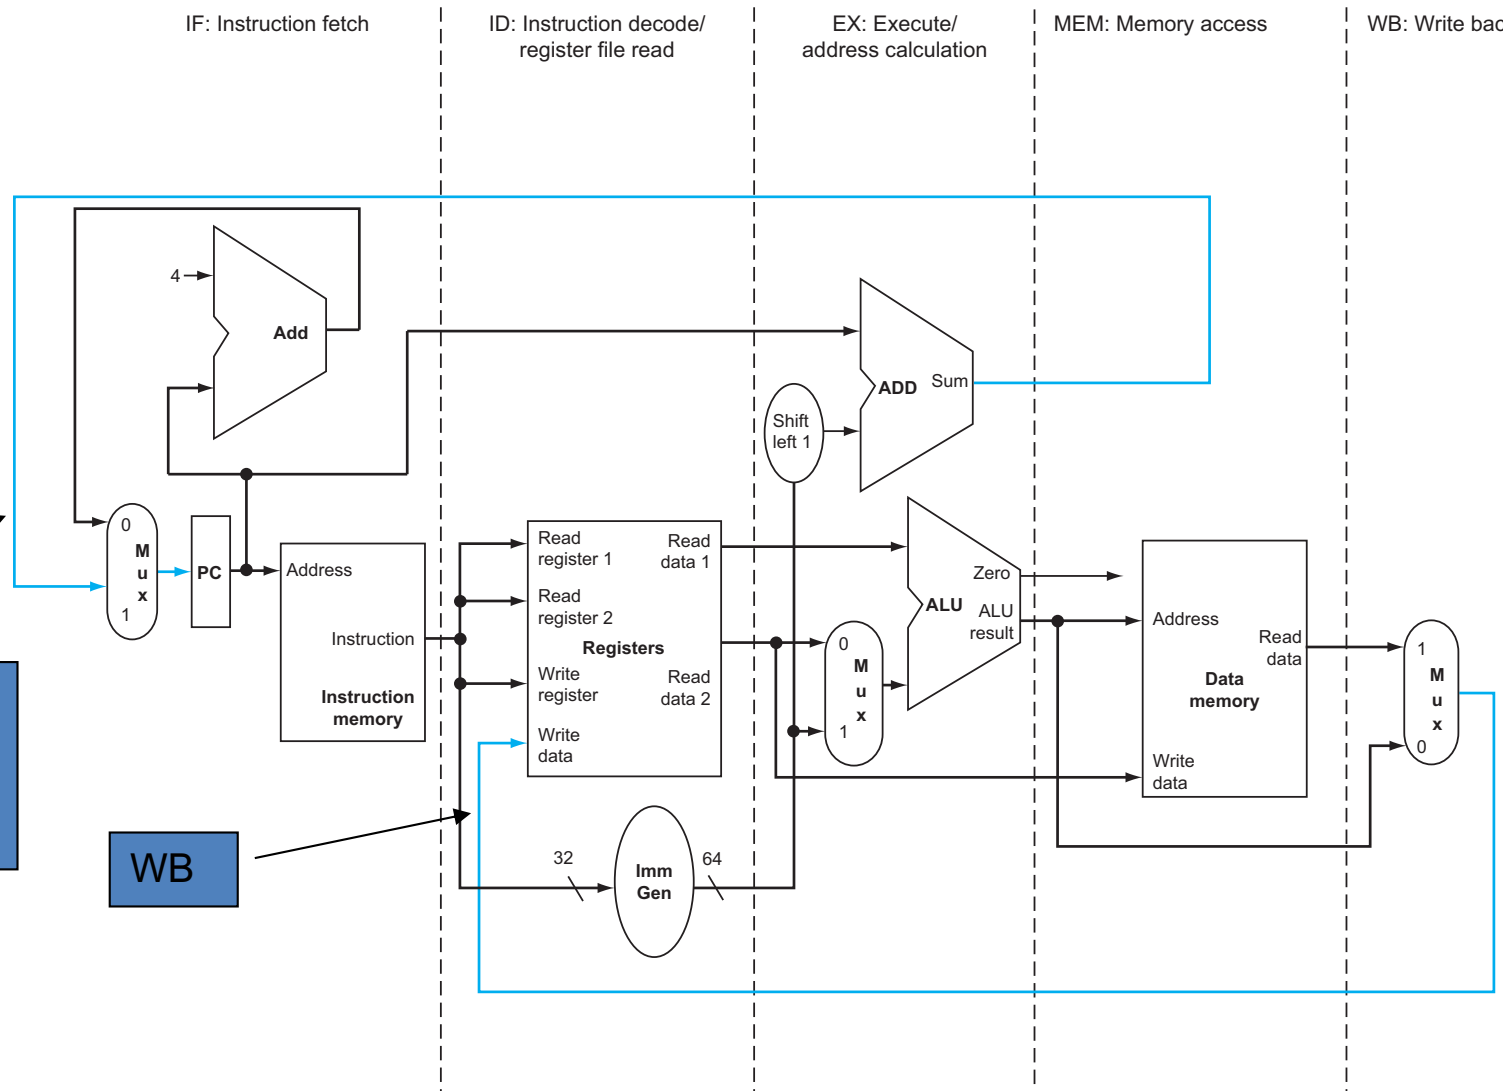 IF: Instruction fetch
ID: Instruction decode/
register file read
EX: Execute/
address calculation
MEM: Memory access
WB: Write bac
4
Add
ADD
Sum
Shift
left 1
0
M
u
x
1
PC
Address
Instruction
Instruction
memory
Read
register 1
Read
register 2
Registers
Write
register
Write
data
Read
data 1
Read
data 2
0
M
u
x
1
Zero
ALU
ALU
result
Address
Read
data
Data
memory
Write
data
1
M
u
x
0
WB
32
Imm
Gen
64